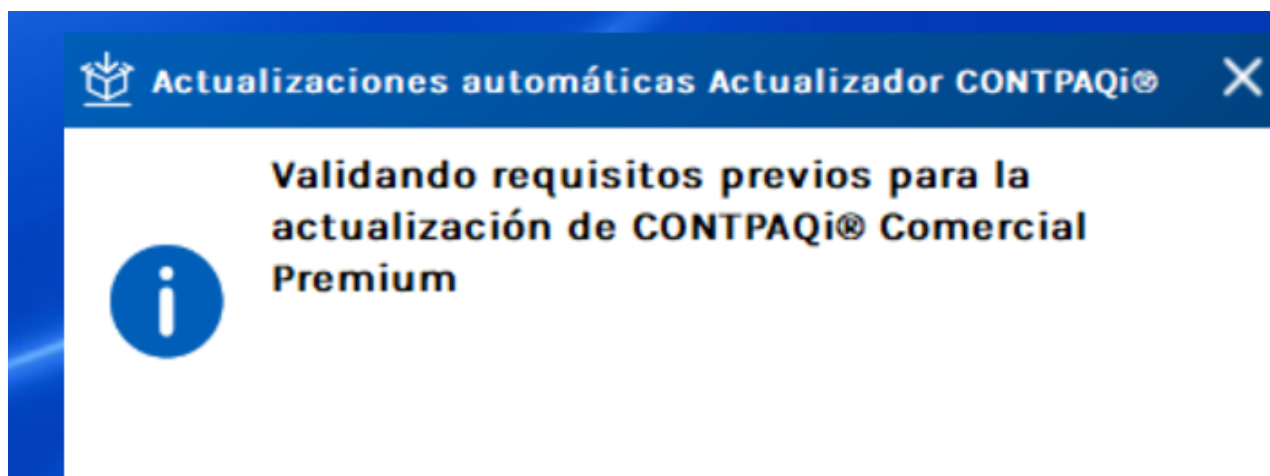 Actualizaciones automáticas Actualizador CONTPAQi®
Validando requisitos previos para la
actualización de CONTPAQi® Comercial
Premium